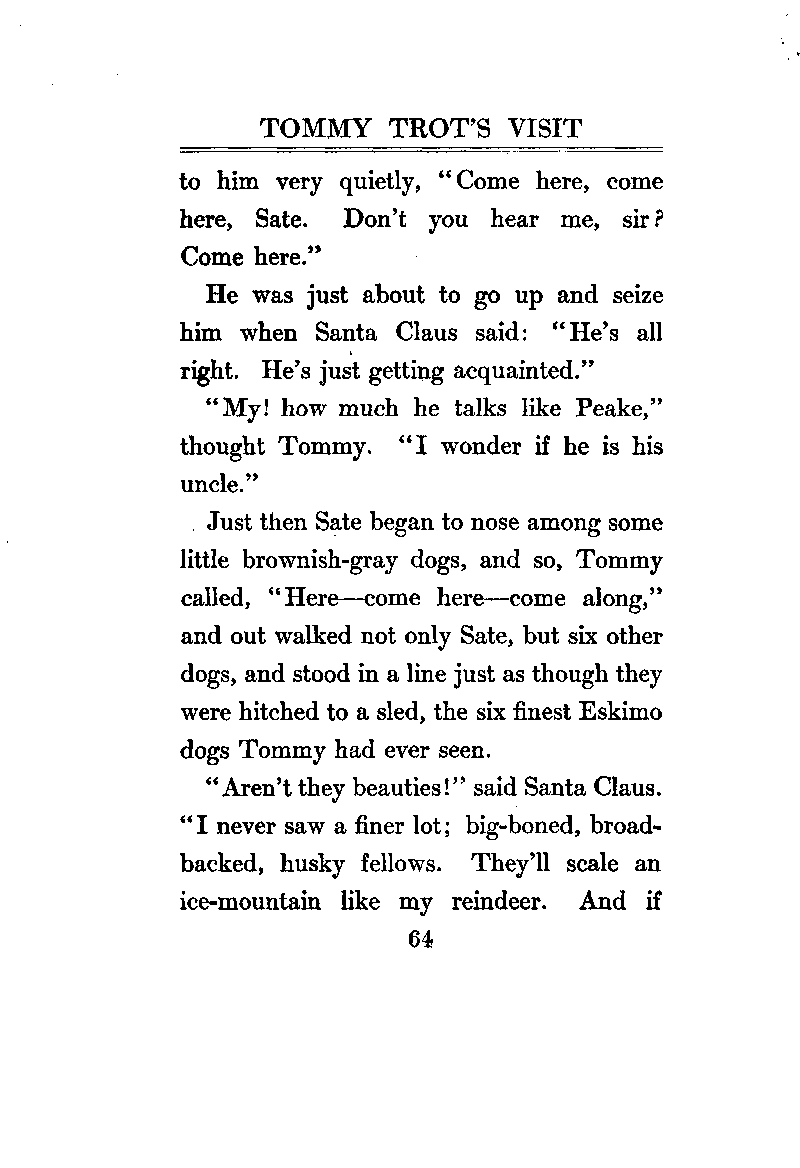 TOMMY TROT'S VISIT
to him very quietly, "Come here, come
here, Sate. Don't you hear me, sir?
Come here."
He was just about to go up and seize
him when Santa Claus said: "He's all
right. He's just getting acquainted."
"My! how much he talks like Peake,"
thought Tommy. "I wonder if he is his
uncle."
Just then Sate began to nose among some
little brownish-gray dogs, and so, Tommy
called, "Here—come here—come along,"
and out walked not only Sate, but six other
dogs, and stood in a line just as though they
were hitched to a sled, the six finest Eskimo
dogs Tommy had ever seen.
"Aren't they beauties!" said Santa Claus.
"I never saw a finer lot; big-boned, broad-
backed, husky fellows. They'll scale an
ice-mountain like my reindeer. And if
64